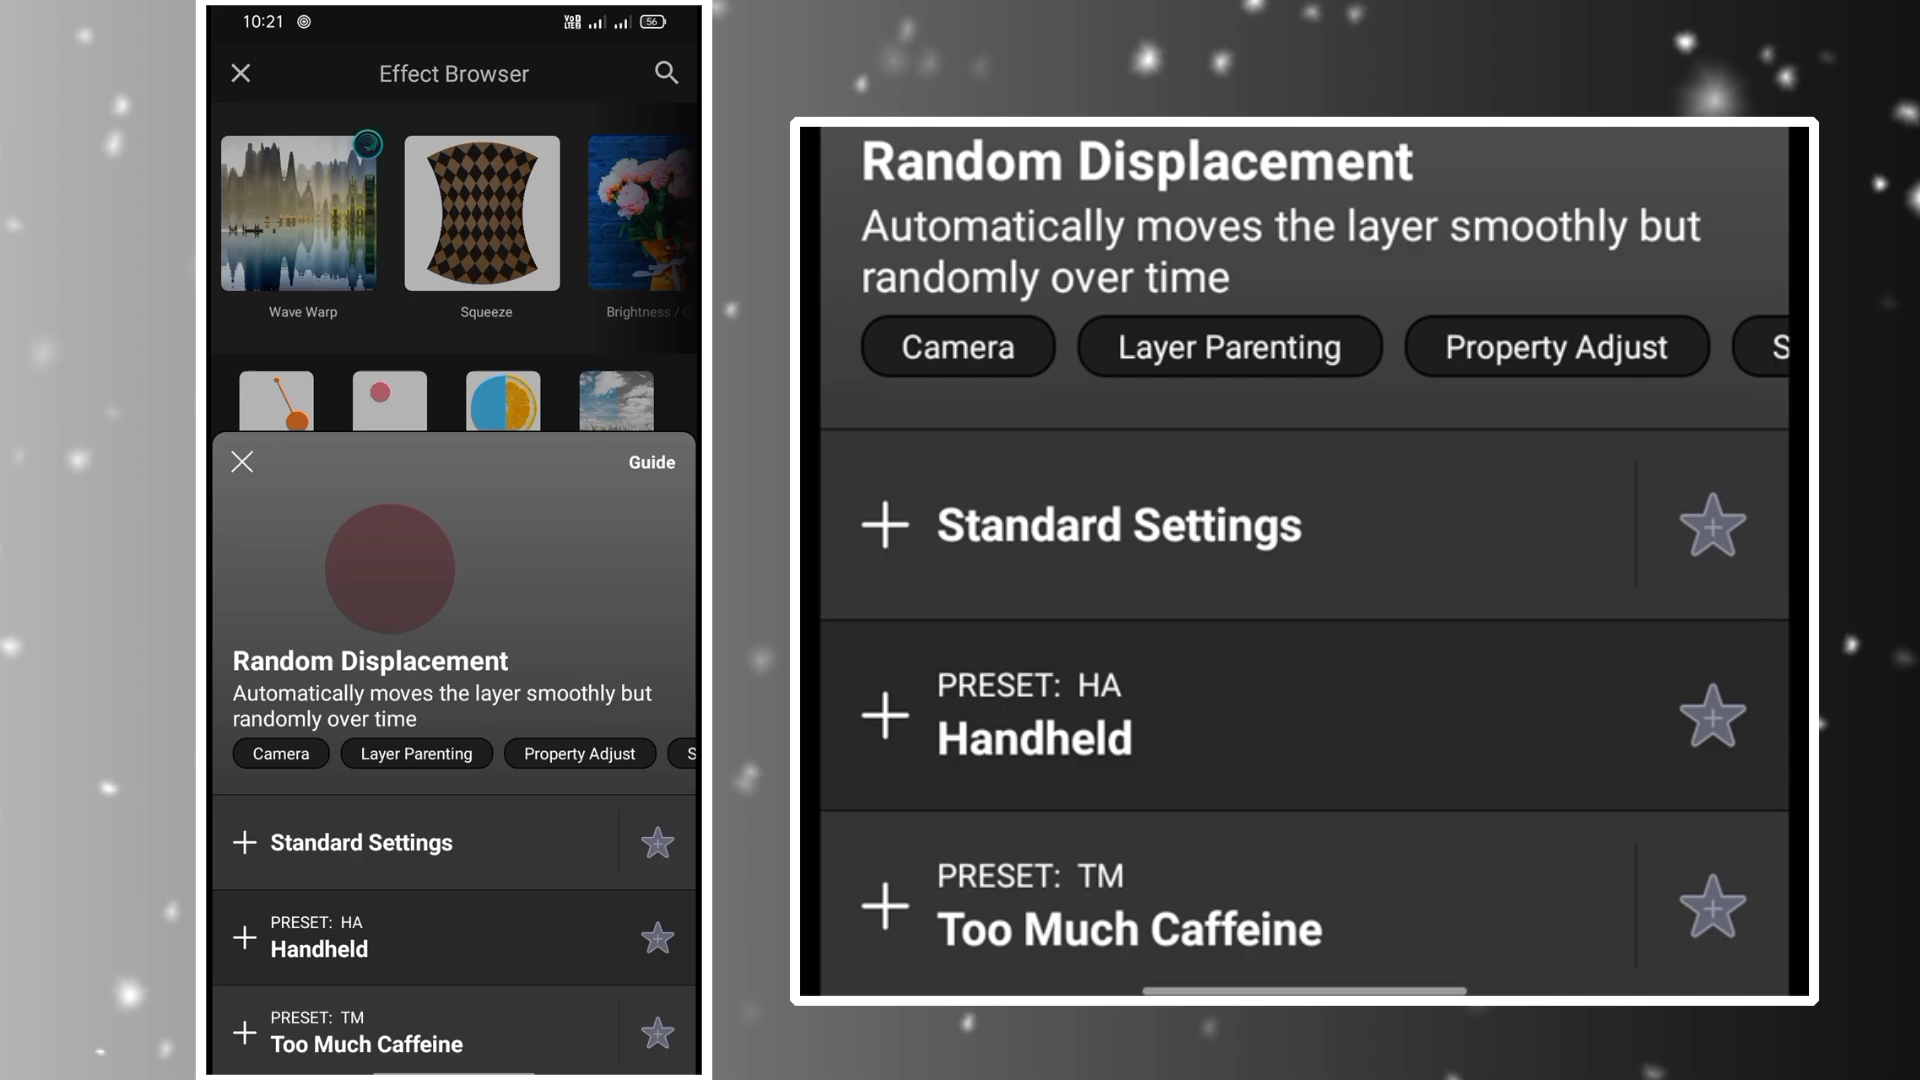 10:21
56
Effect Browser
Wave Warp
Squeeze
Brightness /
Guide
Random Displacement
Automatically moves the layer smoothly but
randomly over time
Camera
Layer Parenting
Property Adjust
S
Standard Settings
PRESET: HA
Handheld
PRESET: TM
Too Much Caffeine
Random Displacement
Automatically moves the layer smoothly but
randomly over time
Camera
Layer Parenting
Property Adjust
S
Standard Settings
PRESET: HA
Handheld
PRESET: TM
Too Much Caffeine